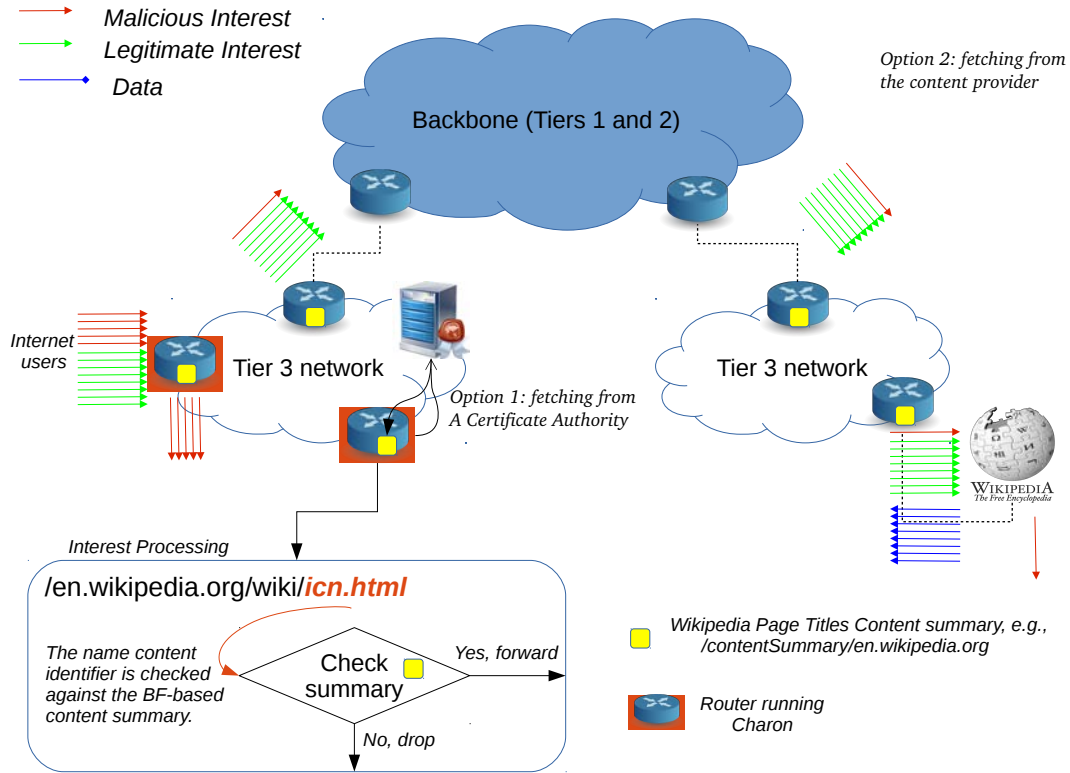 Malicious Interest
Legitimate Interest
Data
Option 2: fetching from
the content provider
Backbone (Tiers 1 and 2)
Internet
users
Tier 3 network
Tier 3 network
Option 1: fetching from
A Certificate Authority
WIKIPEDIA
The Free Encyclopedia
Interest Processing
/en.wikipedia.org/wiki/icn.html
The name content
identifier is checked
against the BF-based
content summary.
Check
summary
Yes, forward
No, drop
Wikipedia Page Titles Content summary, e.g.,
/contentSummary/en.wikipedia.org
Router running
Charon